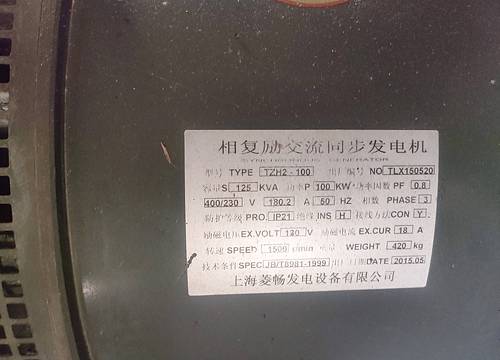 相复励交流同步发电机
SYNCHRONOUS GENERATOR
型号 TYPE TZH2-100 出厂编号 NO TLX150520
容量S 125 KVA 功率P 100 KW 功率因数 PF 0.8
400/230 V 180.2 A 50 HZ 相数 PHASE 3
防护等级 PRO. IP21 绝缘 INS H 接线方法 CON Y
励磁电压 EX.VOLT 120 V 励磁电流 EX.CUR 18 A
转速 SPEED 1500 r/min 重量 WEIGHT 420 kg
技术条件 SPEC JB/T8981-1999 出厂日期 DATE 2015.05
上海菱畅发电设备有限公司